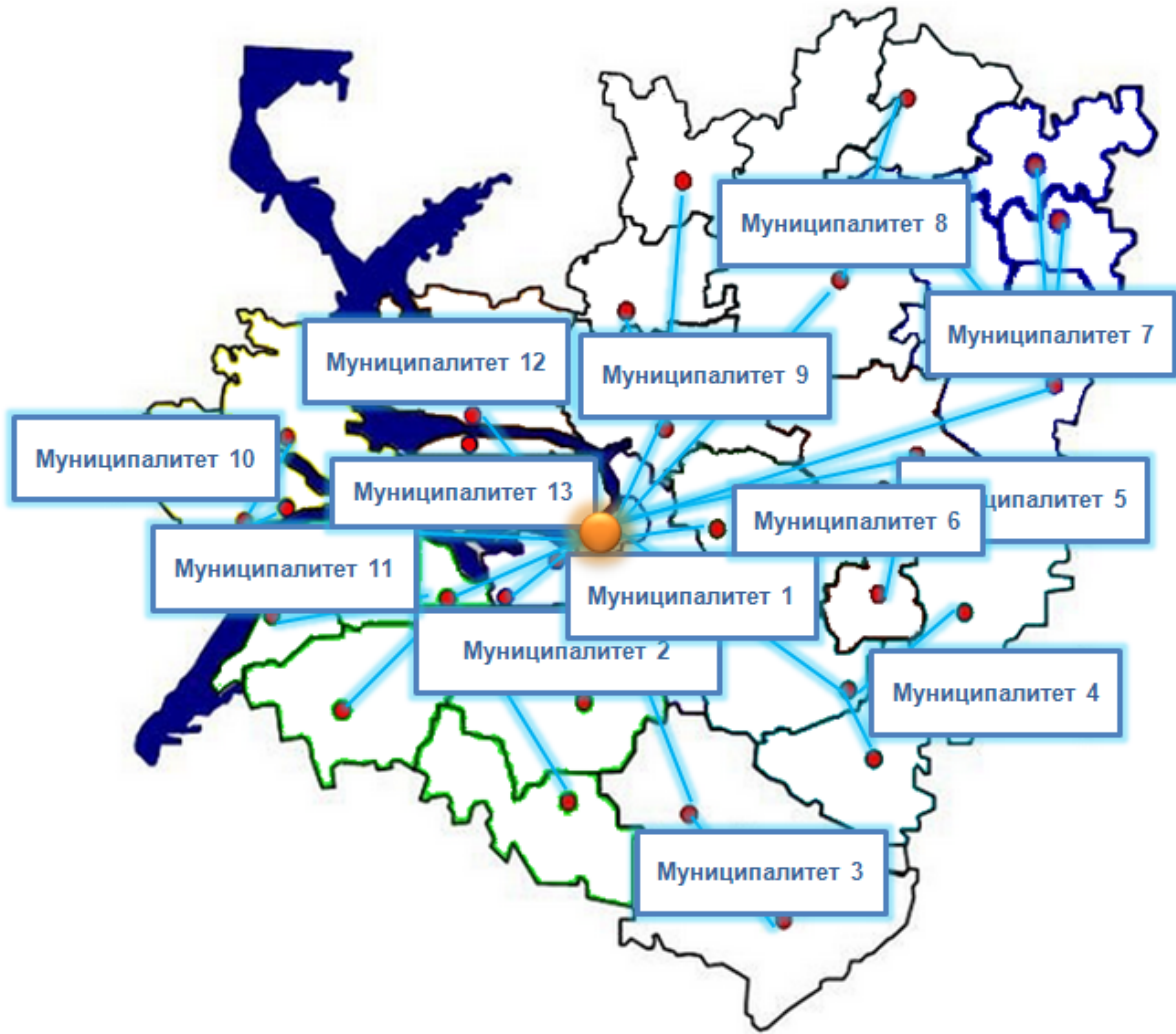 Муниципалитет 8
Муниципалитет 7
Муниципалитет 12
Муниципалитет 9
Муниципалитет 10
Муниципалитет 13
ципалитет 5
Муниципалитет 6
Муниципалитет 11
Муниципалитет 1
Муниципалитет 2
Муниципалитет 4
Муниципалитет 3